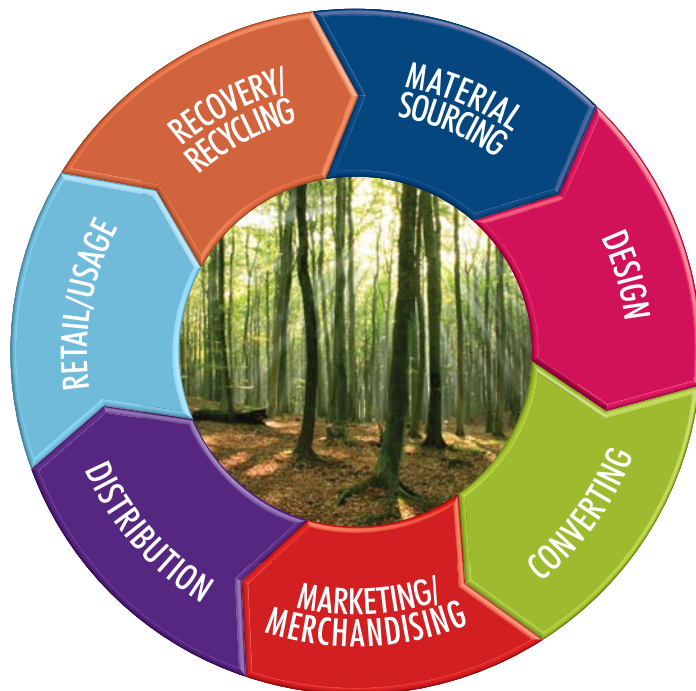 MATERIAL
SOURCING
DESIGN
CONVERTING
MARKETING/
MERCHANDISING
DISTRIBUTION
RETAIL/USAGE
RECOVERY/
RECYCLING